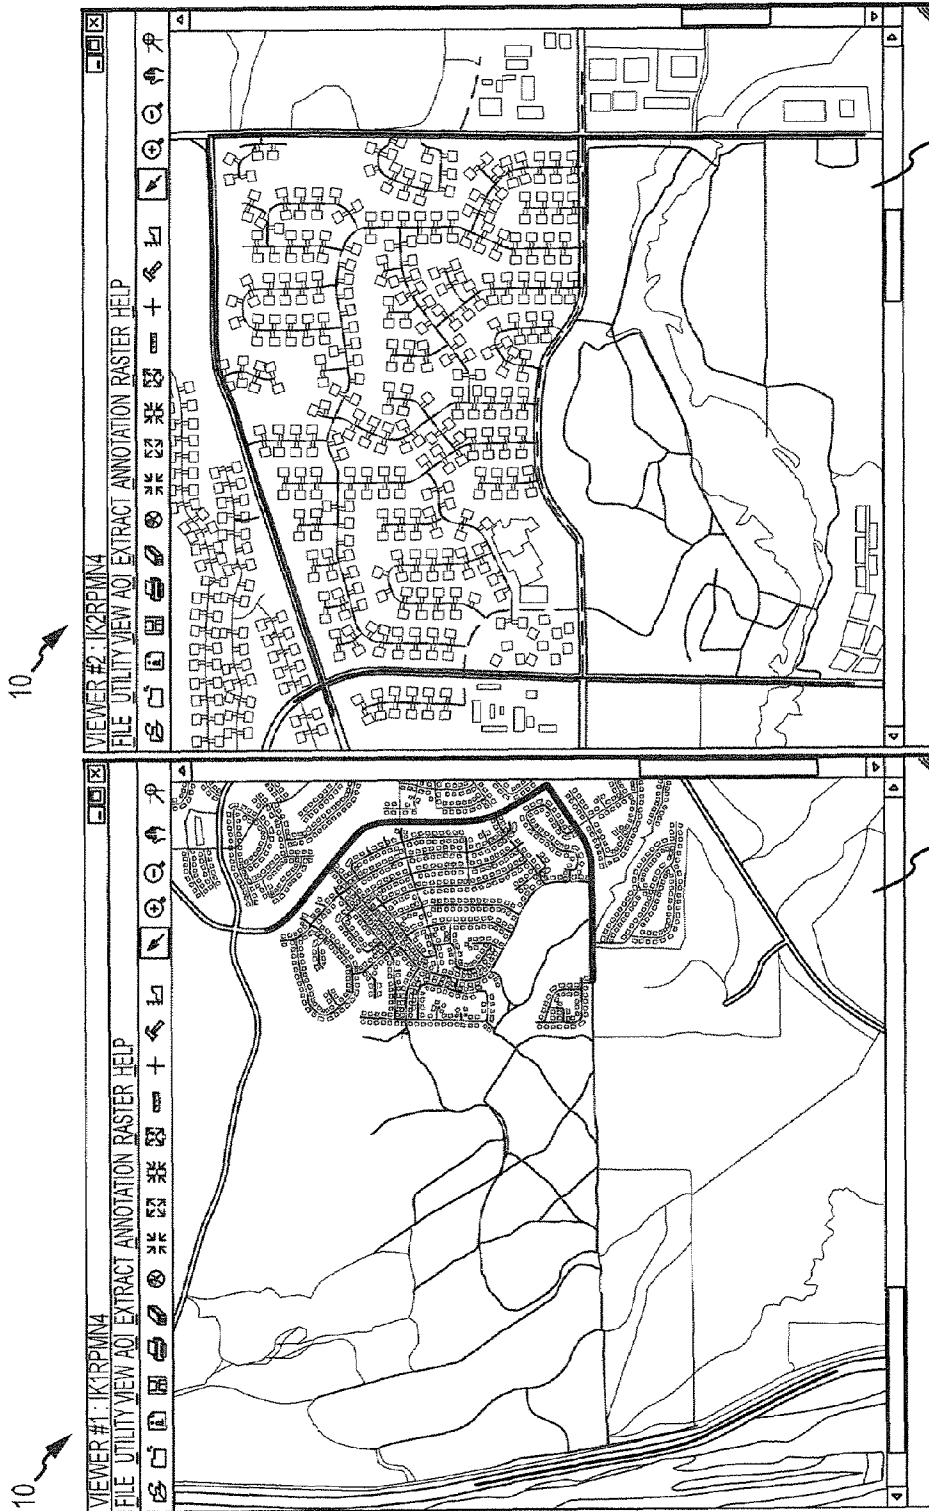 10
VIEWER #1 : IK1RPMN4
FILE UTILITY VIEW AOI EXTRACT ANNOTATION RASTER HELP
10
VIEWER #2 : IK2RPMN4
FILE UTILITY VIEW AOI EXTRACT ANNOTATION RASTER HELP